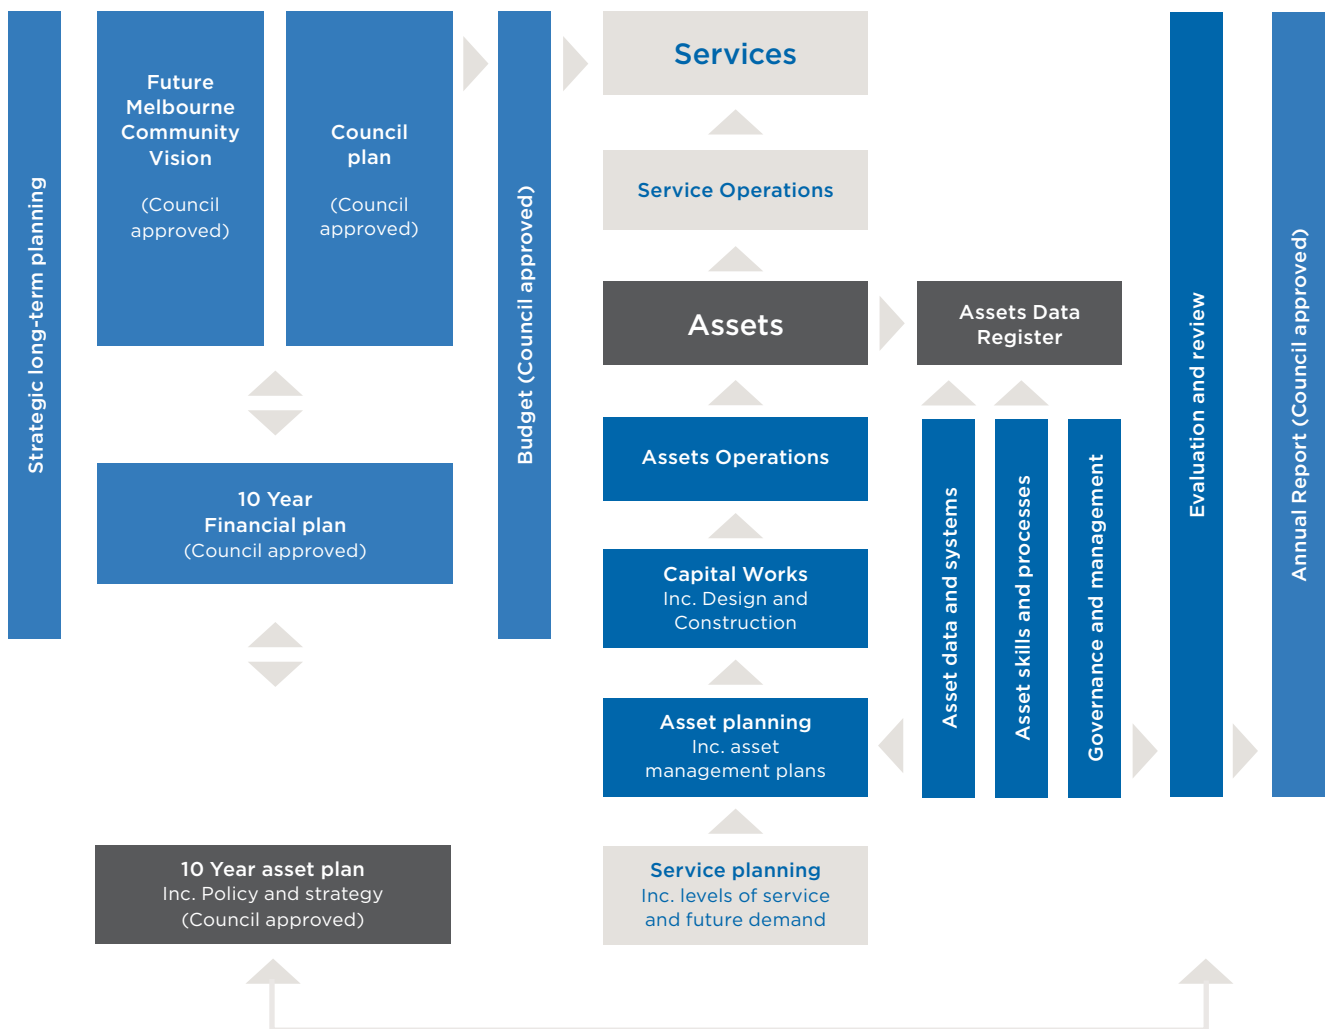 Strategic long-term planning
Future
Melbourne
Community
Vision
(Council
approved)
Council
plan
(Council
approved)
10 Year
Financial plan
(Council approved)
10 Year asset plan
Inc. Policy and strategy
(Council approved)
Budget (Council approved)
Services
Service Operations
Assets
Assets Data
Register
Assets Operations
Capital Works
Inc. Design and
Construction
Asset planning
Inc. asset
management plans
Service planning
Inc. levels of service
and future demand
Asset data and systems
Asset skills and processes
Governance and management
Evaluation and review
Annual Report (Council approved)